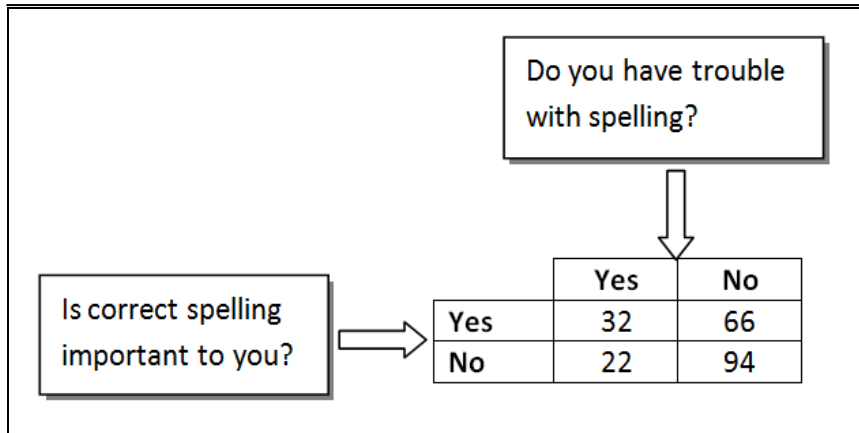 Do you have trouble
with spelling?
Is correct spelling
important to you?
Yes No
Yes 32 66
No 22 94